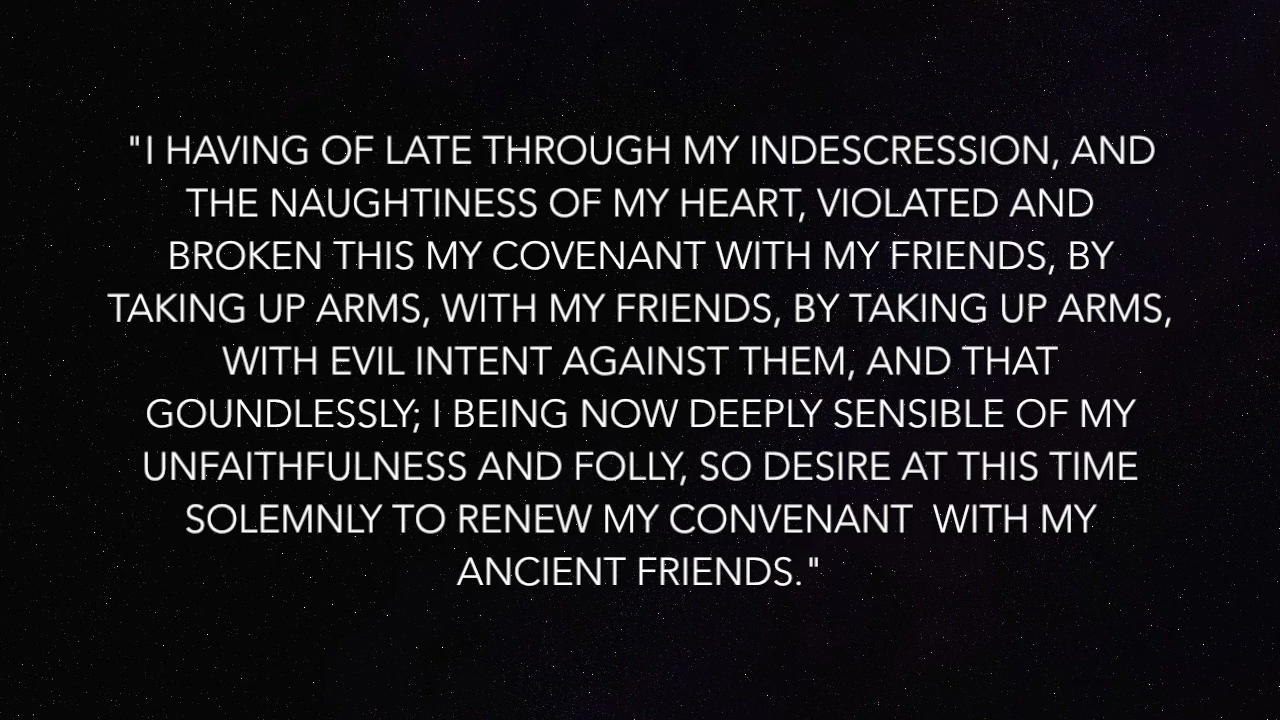 "I HAVING OF LATE THROUGH MY INDESCRESSION, AND
THE NAUGHTINESS OF MY HEART, VIOLATED AND
BROKEN THIS MY COVENANT WITH MY FRIENDS, BY
TAKING UP ARMS, WITH MY FRIENDS, BY TAKING UP ARMS,
WITH EVIL INTENT AGAINST THEM, AND THAT
GOUNDLESSLY; I BEING NOW DEEPLY SENSIBLE OF MY
UNFAITHFULNESS AND FOLLY, SO DESIRE AT THIS TIME
SOLEMNLY TO RENEW MY CONVENANT  WITH MY
ANCIENT FRIENDS."